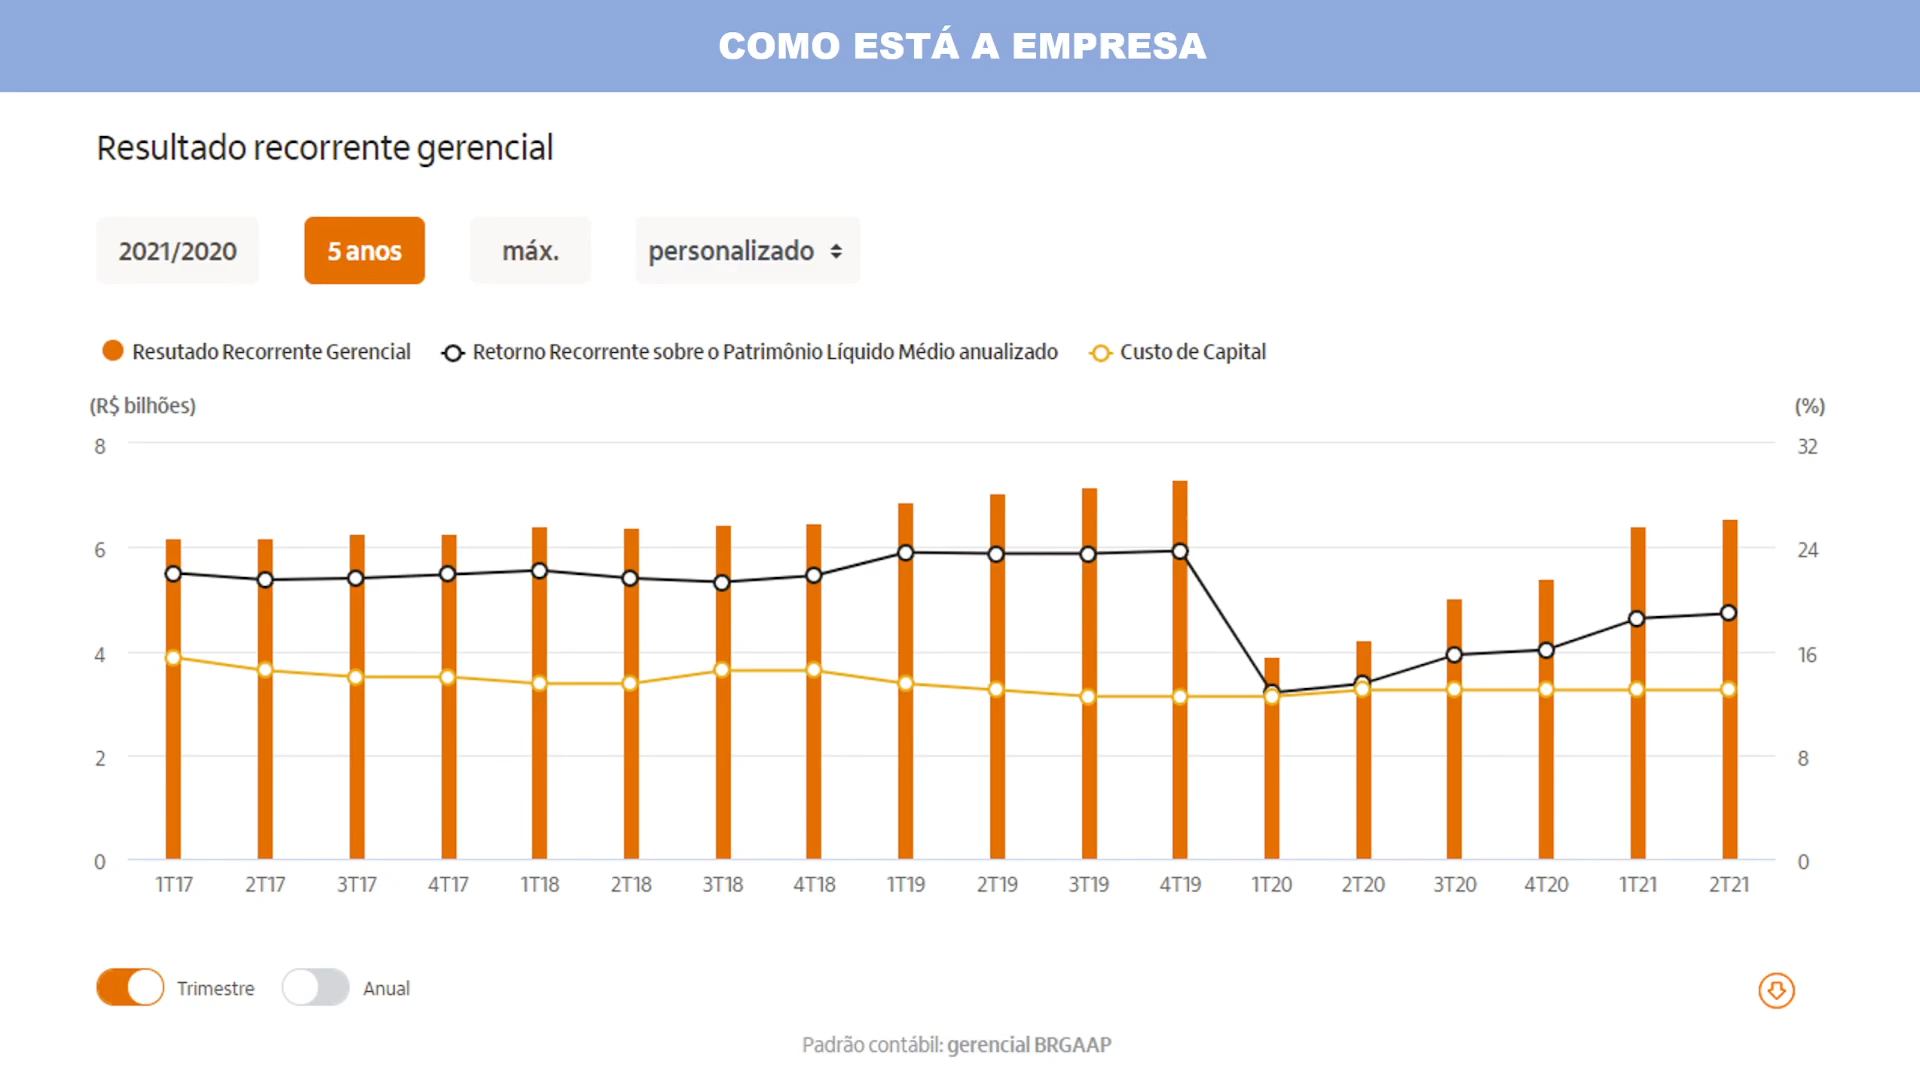 COMO ESTÁ A EMPRESA
Resultado recorrente gerencial
2021/2020 5 anos máx. personalizado
Resutado Recorrente Gerencial Retorno Recorrente sobre o Patrimônio Líquido Médio anualizado Custo de Capital
(R$ bilhões) (%)
8 32
6 24
4 16
2 8
0 0
1T17 2T17 3T17 4T17 1T18 2T18 3T18 4T18 1T19 2T19 3T19 4T19 1T20 2T20 3T20 4T20 1T21 2T21
Trimestre Anual
Padrão contábil: gerencial BRGAAP